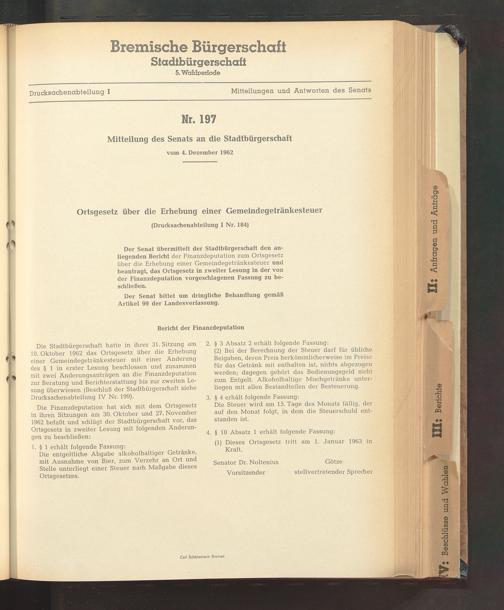 Bremische Bürgerschaft
Stadtbürgerschaft
5. Wahlperiode
Drucksachenabteilung I
Mitteilungen und Antworten des Senats
Nr. 197
Mitteilung des Senats an die Stadtbürgerschaft
vom 4. Dezember 1962
Ortsgesetz über die Erhebung einer Gemeindegetränkesteuer
(Drucksachenabteilung I Nr. 184)
Der Senat übermittelt der Stadtbürgerschaft den an-
liegenden Bericht der Finanzdeputation zum Ortsgesetz
über die Erhebung einer Gemeindegetränkesteuer und
beantragt, das Ortsgesetz in zweiter Lesung in der von
der Finanzdeputation vorgeschlagenen Fassung zu be-
schließen.
Der Senat bittet um dringliche Behandlung gemäß
Artikel 99 der Landesverfassung.
Bericht der Finanzdeputation
Die Stadtbürgerschaft hatte in ihrer 31. Sitzung am
10. Oktober 1962 das Ortsgesetz über die Erhebung
einer Gemeindegetränkesteuer mit einer Änderung
des § 1 in erster Lesung beschlossen und zusammen
mit zwei Änderungsanträgen an die Finanzdeputation
zur Beratung und Berichterstattung bis zur zweiten Le-
sung überwiesen (Beschluß der Stadtbürgerschaft siehe
Drucksachenabteilung IV Nr. 199).
Die Finanzdeputation hat sich mit dem Ortsgesetz
in ihren Sitzungen am 30. Oktober und 27. November
1962 befaßt und schlägt der Stadtbürgerschaft vor, das
Ortsgesetz in zweiter Lesung mit folgenden Änderun-
gen zu beschließen:
1. § 1 erhält folgende Fassung:
Die entgeltliche Abgabe alkoholhaltiger Getränke,
mit Ausnahme von Bier, zum Verzehr an Ort und
Stelle unterliegt einer Steuer nach Maßgabe dieses
Ortsgesetzes.
2. § 3 Absatz 2 erhält folgende Fassung:
(2) Bei der Berechnung der Steuer darf für übliche
Beigaben, deren Preis herkömmlicherweise im Preise
für das Getränk mit enthalten ist, nichts abgezogen
werden; dagegen gehört das Bedienungsgeld nicht
zum Entgelt. Alkoholhaltige Mischgetränke unter-
liegen mit allen Bestandteilen der Besteuerung.
3. § 4 erhält folgende Fassung:
Die Steuer wird am 15. Tage des Monats fällig, der
auf den Monat folgt, in dem die Steuerschuld ent-
standen ist.
4. § 10 Absatz 1 erhält folgende Fassung:
(1) Dieses Ortsgesetz tritt am 1. Januar 1963 in
Kraft.
Senator Dr. Nolténius Götze
Vorsitzender stellvertretender Sprecher
Carl Schünemann Bremen
II: Anfragen und Anträge
III: Berichte
IV: Beschlüsse und Wahlen